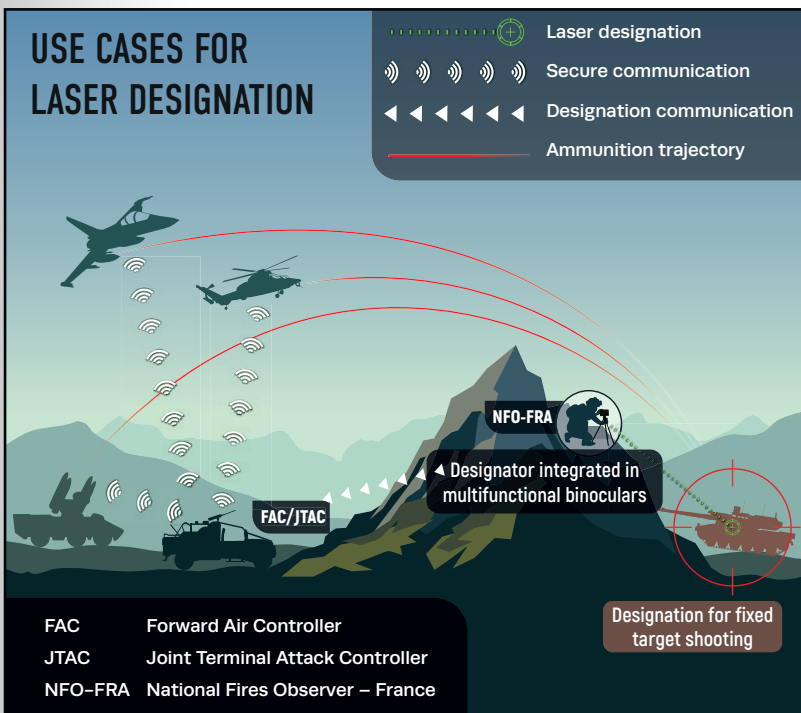 USE CASES FOR
LASER DESIGNATION
Laser designation
Secure communication
Designation communication
Ammunition trajectory
NFO-FRA
Designator integrated in
multifunctional binoculars
FAC/JTAC
Designation for fixed
target shooting
FAC Forward Air Controller
JTAC Joint Terminal Attack Controller
NFO-FRA National Fires Observer – France